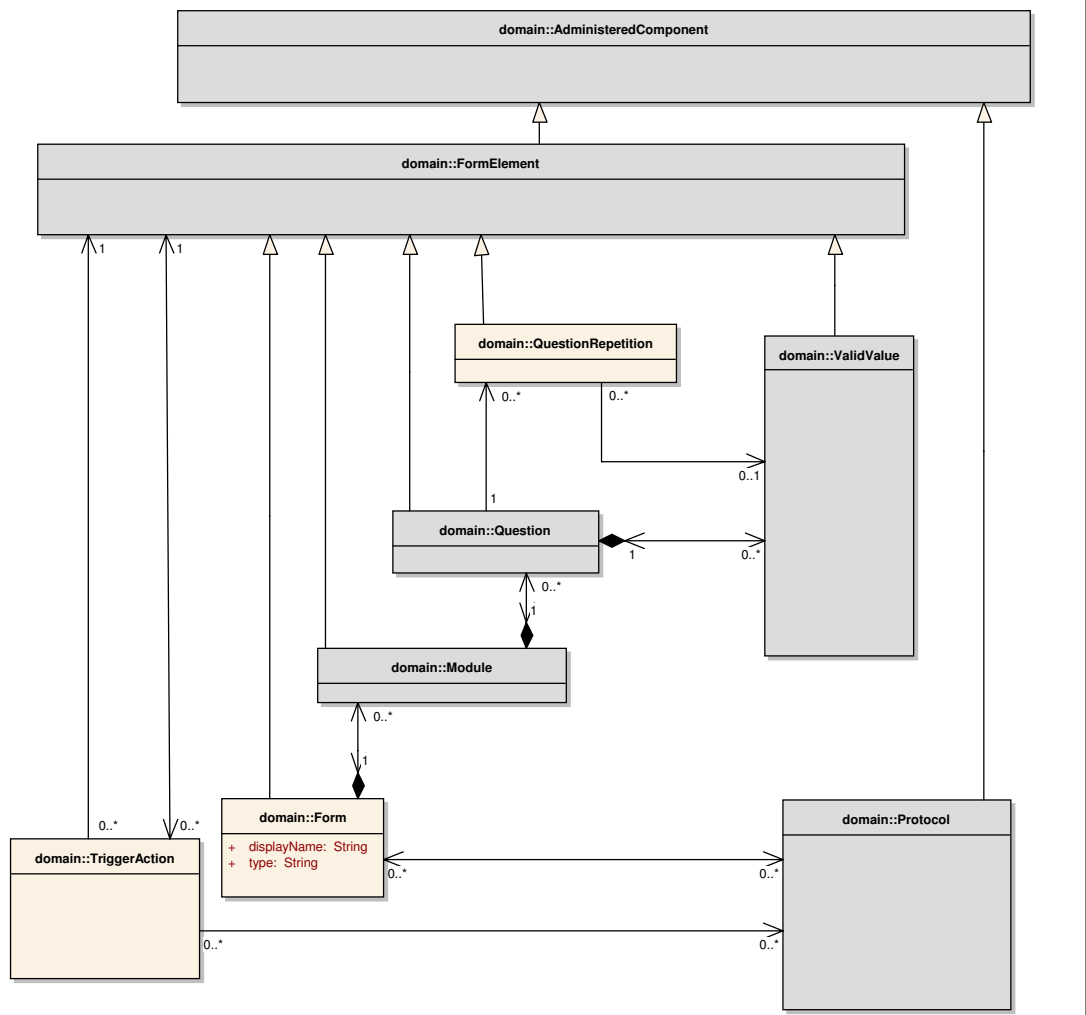 domain::AdministeredComponent
domain::FormElement
1
1
domain::QuestionRepetition
domain::ValidValue
0..*
0..*
0..1
1
domain::Question
1
0..*
0..*
1
domain::Module
0..*
1
domain::Form
+ displayName: String
+ type: String
domain::Protocol
0..*
0..*
domain::TriggerAction
0..*
0..*
0..*
0..*